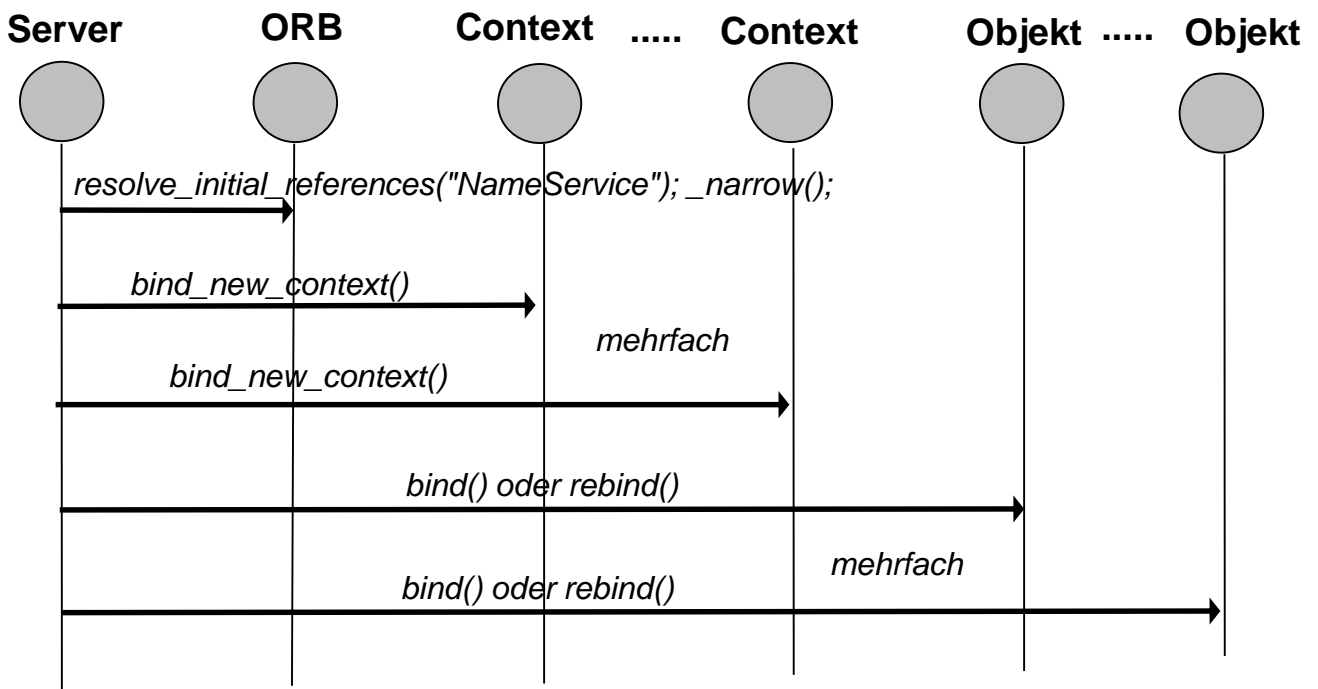 Server ORB Context ..... Context Objekt ..... Objekt
resolve_initial_references("NameService"); _narrow();
bind_new_context()
mehrfach
bind_new_context()
bind() oder rebind()
mehrfach
bind() oder rebind()